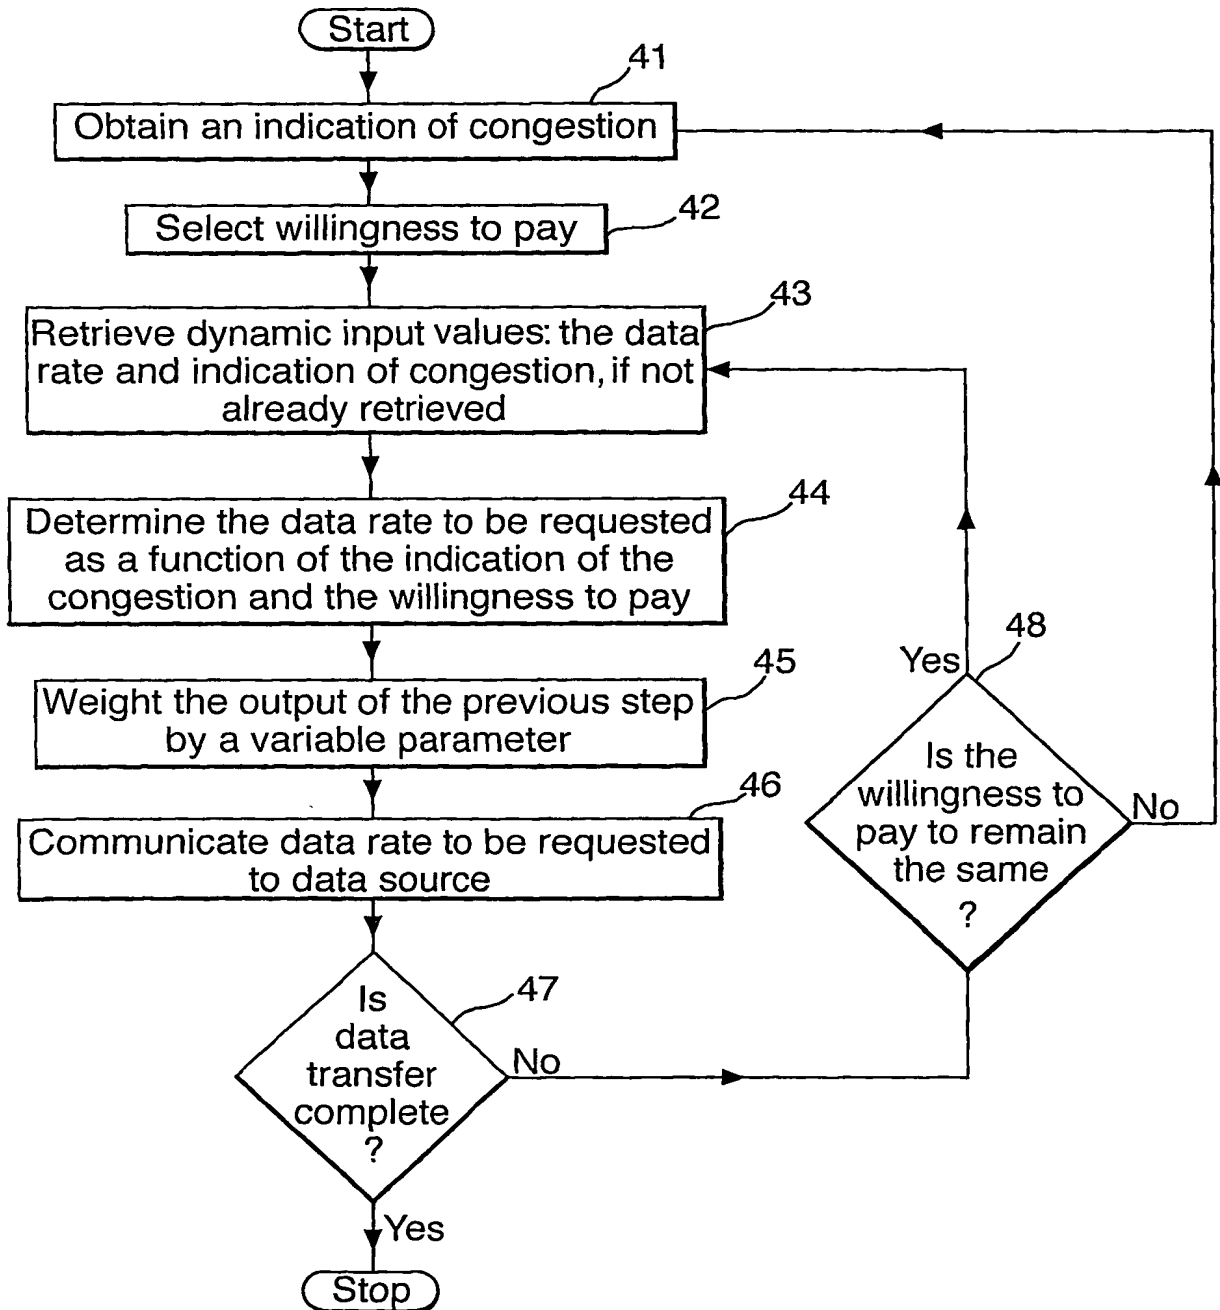 Start
41
Obtain an indication of congestion
42
Select willingness to pay
43
Retrieve dynamic input values: the data
rate and indication of congestion, if not
already retrieved
44
Determine the data rate to be requested
as a function of the indication of the
congestion and the willingness to pay
45
Weight the output of the previous step
by a variable parameter
46
Communicate data rate to be requested
to data source
47
Is
data
transfer
complete
?
No
Yes
Stop
48
Yes
Is the
willingness to
pay to remain
the same
?
No